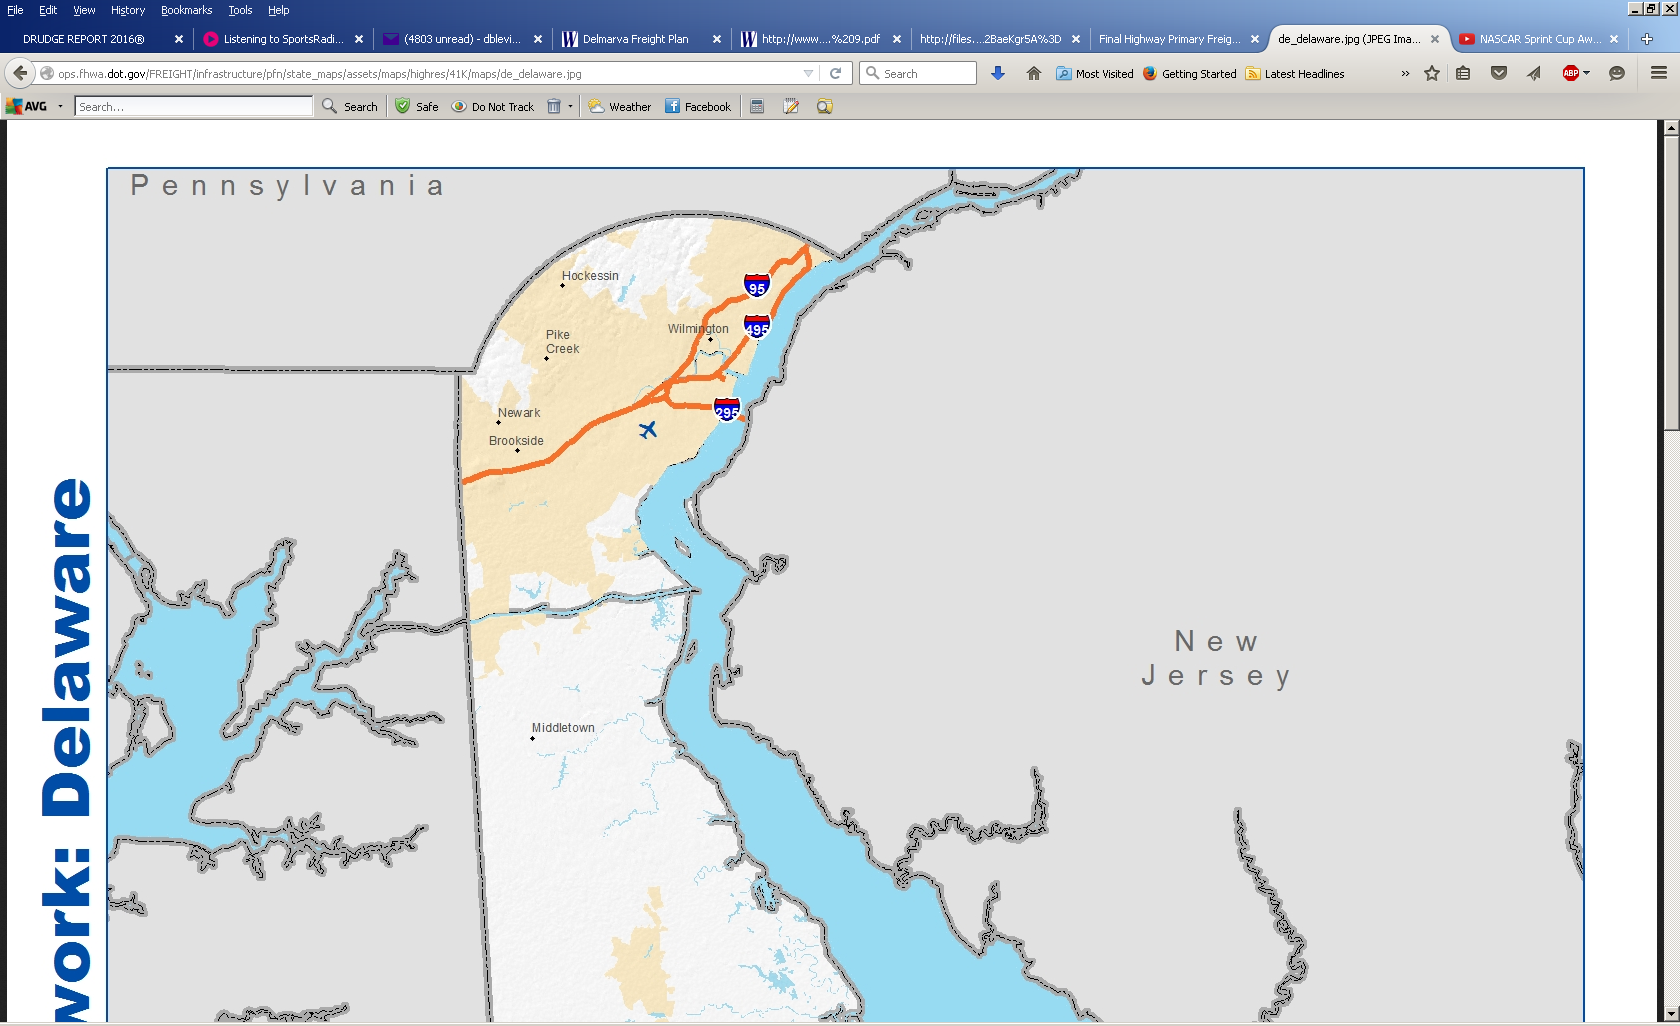 File Edit View History Bookmarks Tools Help
DRUDGE REPORT 2016®
Listening to SportsRadi...
(4803 unread) - dblevi...
Delmarva Freight Plan
http://www....%209.pdf
http://files....2BaeKgr5A%3D
Final Highway Primary Freig...
de_delaware.jpg (JPEG Ima...
NASCAR Sprint Cup Aw...
ops.fhwa.dot.gov/FREIGHT/infrastructure/pfn/state_maps/assets/maps/highres/41K/maps/de_delaware.jpg
Search
Most Visited
Getting Started
Latest Headlines
ABP
AVG
Search...
Search
Safe
Do Not Track
Weather
Facebook
Pennsylvania
Hockessin
95
Pike
Creek
Wilmington
495
Newark
295
Brookside
work: Delaware
New
Jersey
Middletown